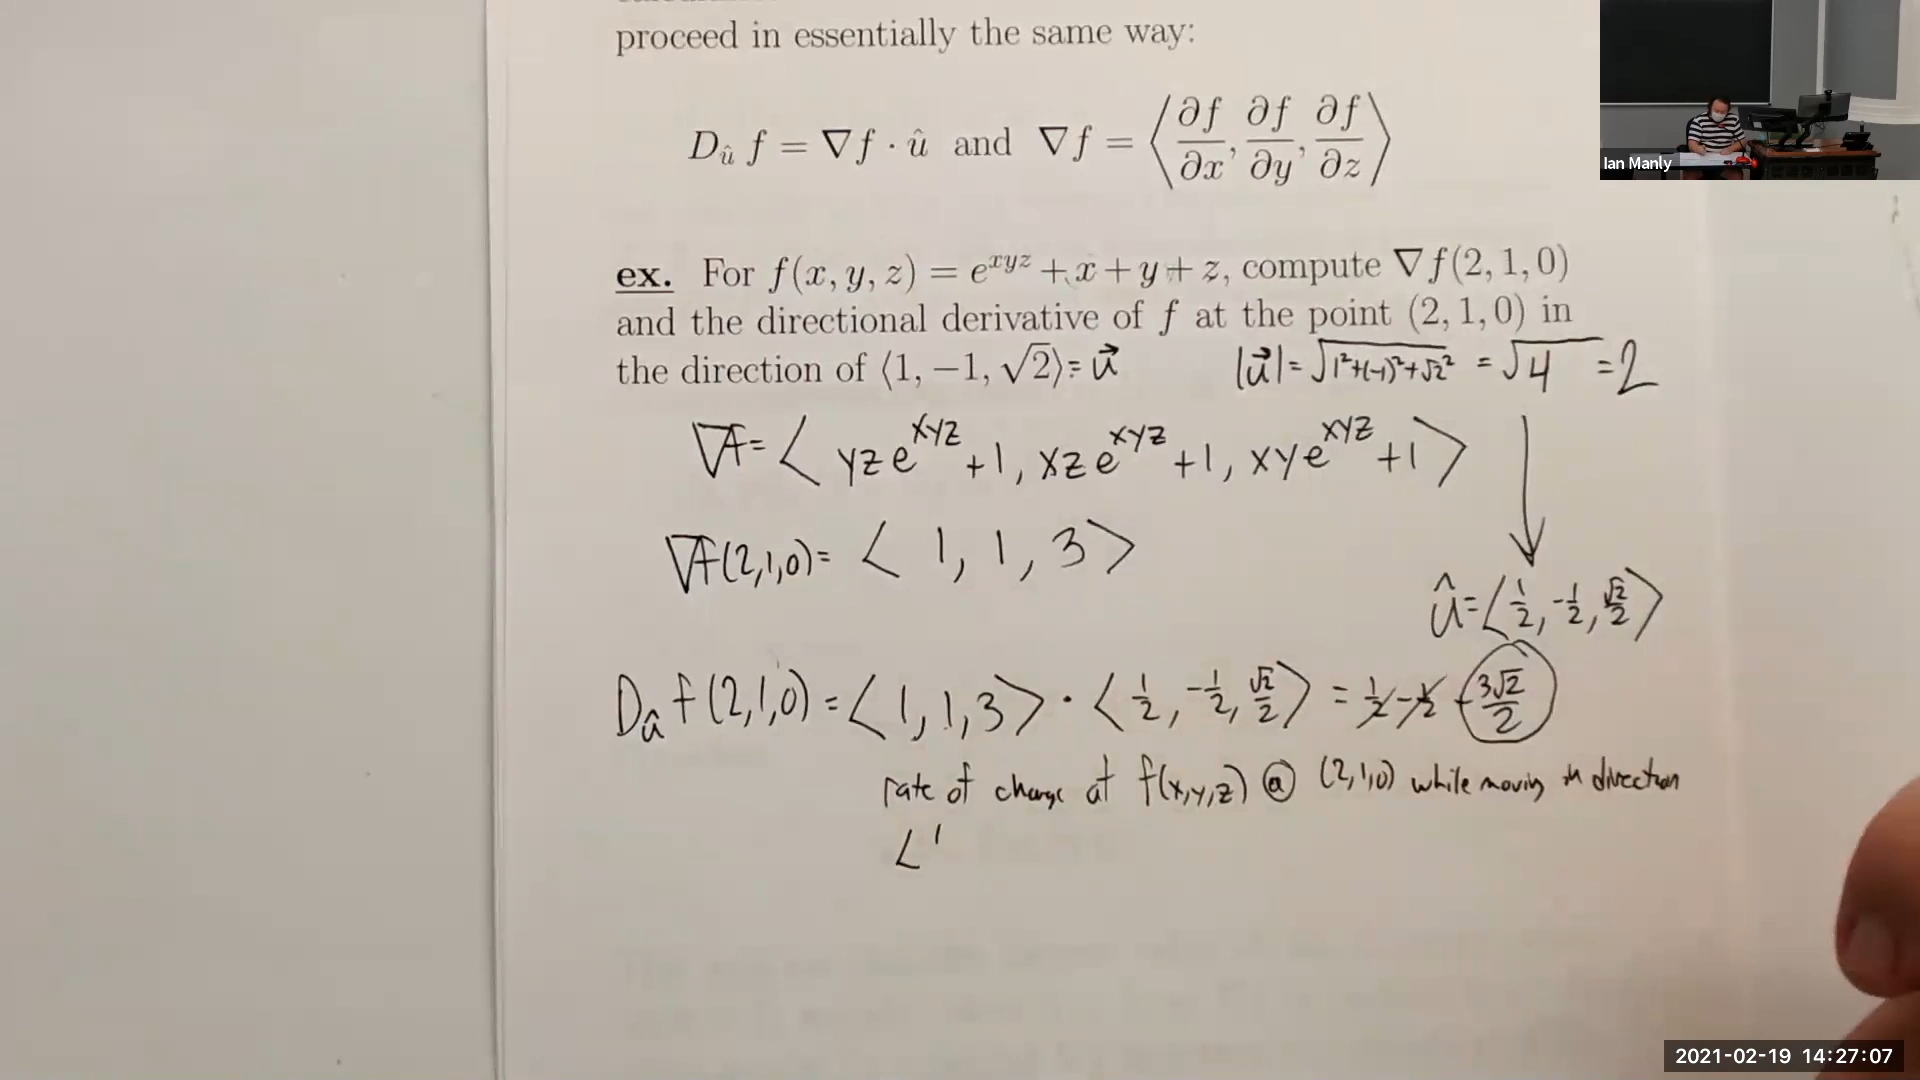 proceed in essentially the same way:
D_û f = ∇f · û and ∇f = ⟨∂f/∂x, ∂f/∂y, ∂f/∂z⟩
Ian Manly
ex. For f(x, y, z) = e^{xyz} + x + y + z, compute ∇f(2, 1, 0)
and the directional derivative of f at the point (2, 1, 0) in
the direction of ⟨1, −1, √2⟩ = u⃗ |u⃗| = √(1²+(-1)²+√2²) = √4 = 2
∇f = ⟨yze^{xyz}+1, xze^{xyz}+1, xye^{xyz}+1⟩
∇f(2,1,0) = ⟨1, 1, 3⟩
û = ⟨1/2, -1/2, √2/2⟩
D_û f(2,1,0) = ⟨1,1,3⟩ · ⟨1/2, -1/2, √2/2⟩ = 1/2 - 1/2 + 3√2/2
rate of change at f(x,y,z) @ (2,1,0) while moving in direction
⟨1
2021-02-19 14:27:07